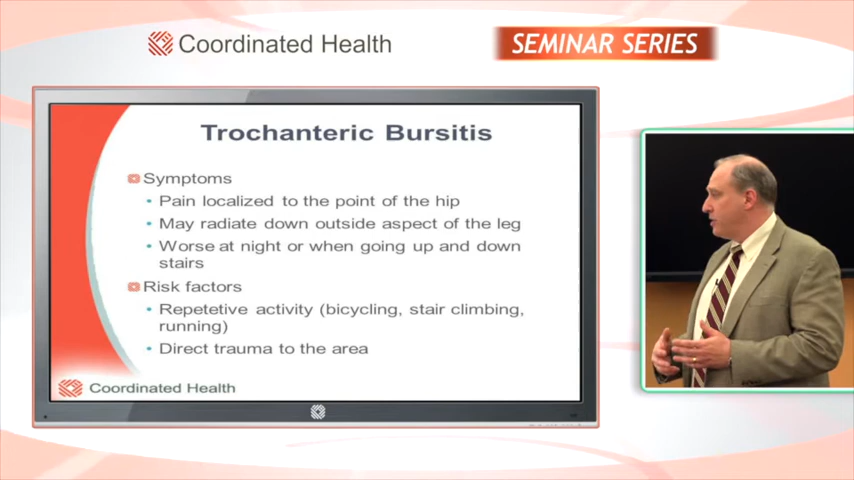 Coordinated Health
SEMINAR SERIES
Trochanteric Bursitis
Symptoms
• Pain localized to the point of the hip
• May radiate down outside aspect of the leg
• Worse at night or when going up and down
stairs
Risk factors
• Repetetive activity (bicycling, stair climbing,
running)
• Direct trauma to the area
Coordinated Health